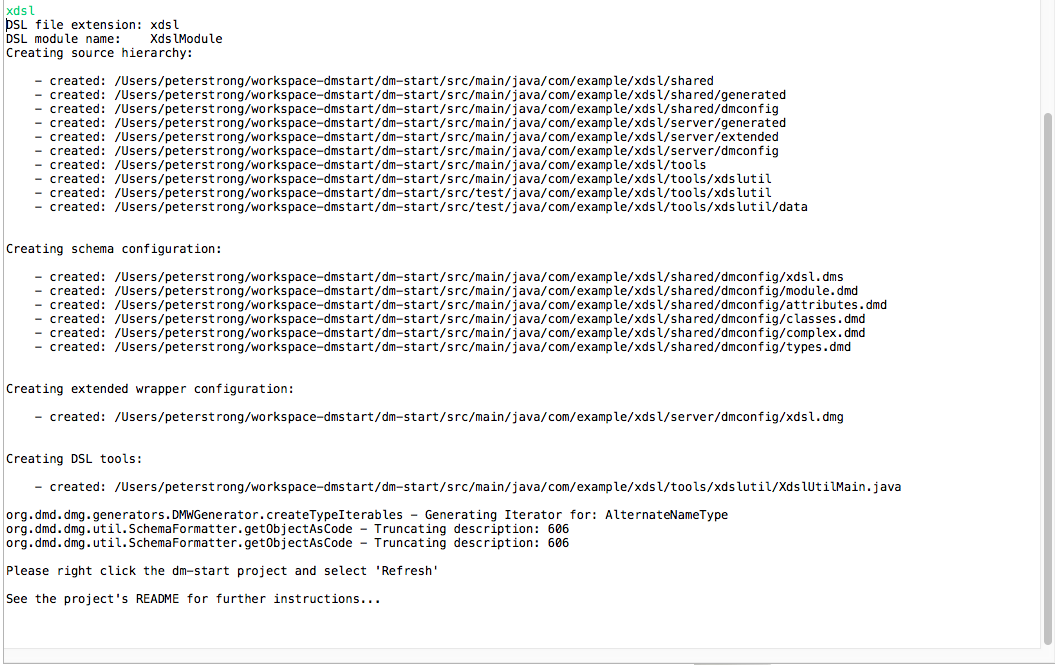 xdsl
DSL file extension: xdsl
DSL module name:    XdslModule
Creating source hierarchy:
– created: /Users/peterstrong/workspace-dmstart/dm-start/src/main/java/com/example/xdsl/shared
– created: /Users/peterstrong/workspace-dmstart/dm-start/src/main/java/com/example/xdsl/shared/generated
– created: /Users/peterstrong/workspace-dmstart/dm-start/src/main/java/com/example/xdsl/shared/dmconfig
– created: /Users/peterstrong/workspace-dmstart/dm-start/src/main/java/com/example/xdsl/server/generated
– created: /Users/peterstrong/workspace-dmstart/dm-start/src/main/java/com/example/xdsl/server/extended
– created: /Users/peterstrong/workspace-dmstart/dm-start/src/main/java/com/example/xdsl/server/dmconfig
– created: /Users/peterstrong/workspace-dmstart/dm-start/src/main/java/com/example/xdsl/tools
– created: /Users/peterstrong/workspace-dmstart/dm-start/src/main/java/com/example/xdsl/tools/xdslutil
– created: /Users/peterstrong/workspace-dmstart/dm-start/src/test/java/com/example/xdsl/tools/xdslutil
– created: /Users/peterstrong/workspace-dmstart/dm-start/src/test/java/com/example/xdsl/tools/xdslutil/data
Creating schema configuration:
– created: /Users/peterstrong/workspace-dmstart/dm-start/src/main/java/com/example/xdsl/shared/dmconfig/xdsl.dms
– created: /Users/peterstrong/workspace-dmstart/dm-start/src/main/java/com/example/xdsl/shared/dmconfig/module.dmd
– created: /Users/peterstrong/workspace-dmstart/dm-start/src/main/java/com/example/xdsl/shared/dmconfig/attributes.dmd
– created: /Users/peterstrong/workspace-dmstart/dm-start/src/main/java/com/example/xdsl/shared/dmconfig/classes.dmd
– created: /Users/peterstrong/workspace-dmstart/dm-start/src/main/java/com/example/xdsl/shared/dmconfig/complex.dmd
– created: /Users/peterstrong/workspace-dmstart/dm-start/src/main/java/com/example/xdsl/shared/dmconfig/types.dmd
Creating extended wrapper configuration:
– created: /Users/peterstrong/workspace-dmstart/dm-start/src/main/java/com/example/xdsl/server/dmconfig/xdsl.dmg
Creating DSL tools:
– created: /Users/peterstrong/workspace-dmstart/dm-start/src/main/java/com/example/xdsl/tools/xdslutil/XdslUtilMain.java
org.dmd.dmg.generators.DMWGenerator.createTypeIterables – Generating Iterator for: AlternateNameType
org.dmd.dmg.util.SchemaFormatter.getObjectAsCode – Truncating description: 606
org.dmd.dmg.util.SchemaFormatter.getObjectAsCode – Truncating description: 606
Please right click the dm-start project and select 'Refresh'
See the project's README for further instructions...